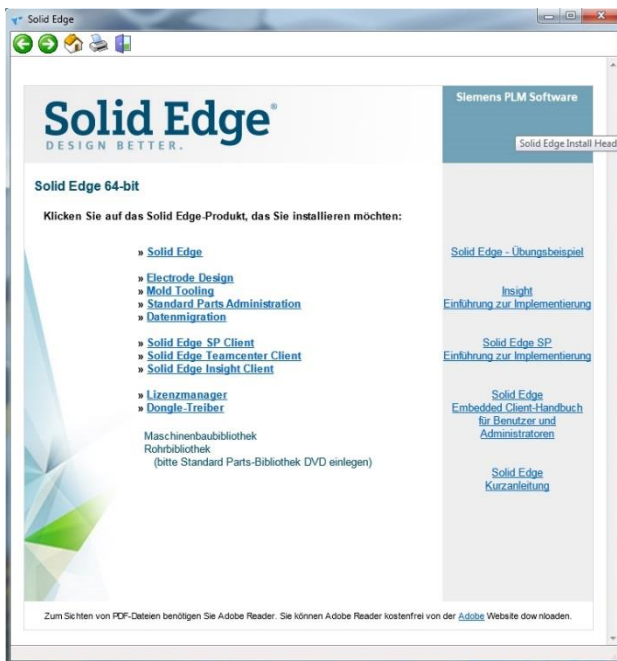 Solid Edge
Solid Edge®
DESIGN BETTER.
Siemens PLM Software
Solid Edge Install Head
Solid Edge 64-bit
Klicken Sie auf das Solid Edge-Produkt, das Sie installieren möchten:
» Solid Edge
» Electrode Design
» Mold Tooling
» Standard Parts Administration
» Datenmigration
» Solid Edge SP Client
» Solid Edge Teamcenter Client
» Solid Edge Insight Client
» Lizenzmanager
» Dongle-Treiber
Maschinenbaubibliothek
Rohrbibliothek
(bitte Standard Parts-Bibliothek DVD einlegen)
Solid Edge - Übungsbeispiel
Insight
Einführung zur Implementierung
Solid Edge SP
Einführung zur Implementierung
Solid Edge
Embedded Client-Handbuch
für Benutzer und
Administratoren
Solid Edge
Kurzanleitung
Zum Sichten von PDF-Dateien benötigen Sie Adobe Reader. Sie können Adobe Reader kostenfrei von der Adobe Website downloaden.